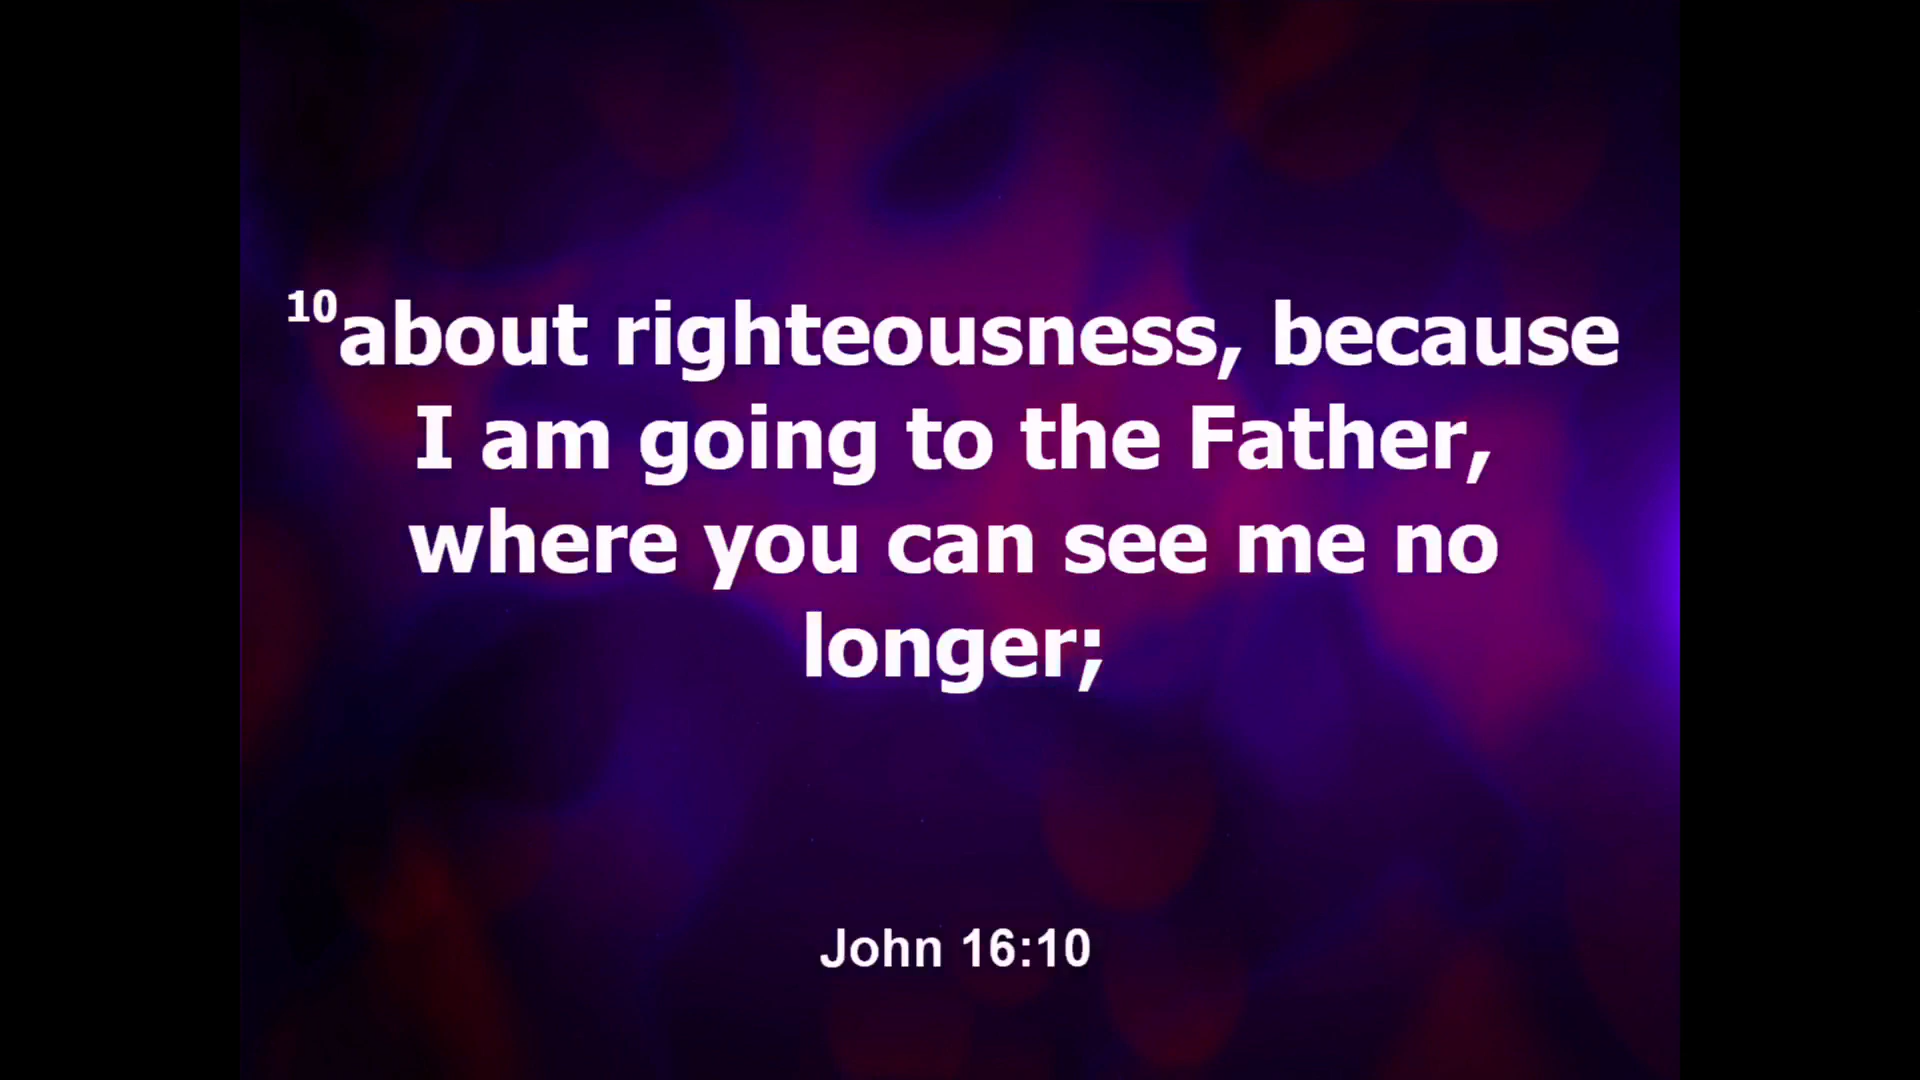 10about righteousness, because
I am going to the Father,
where you can see me no
longer;
John 16:10